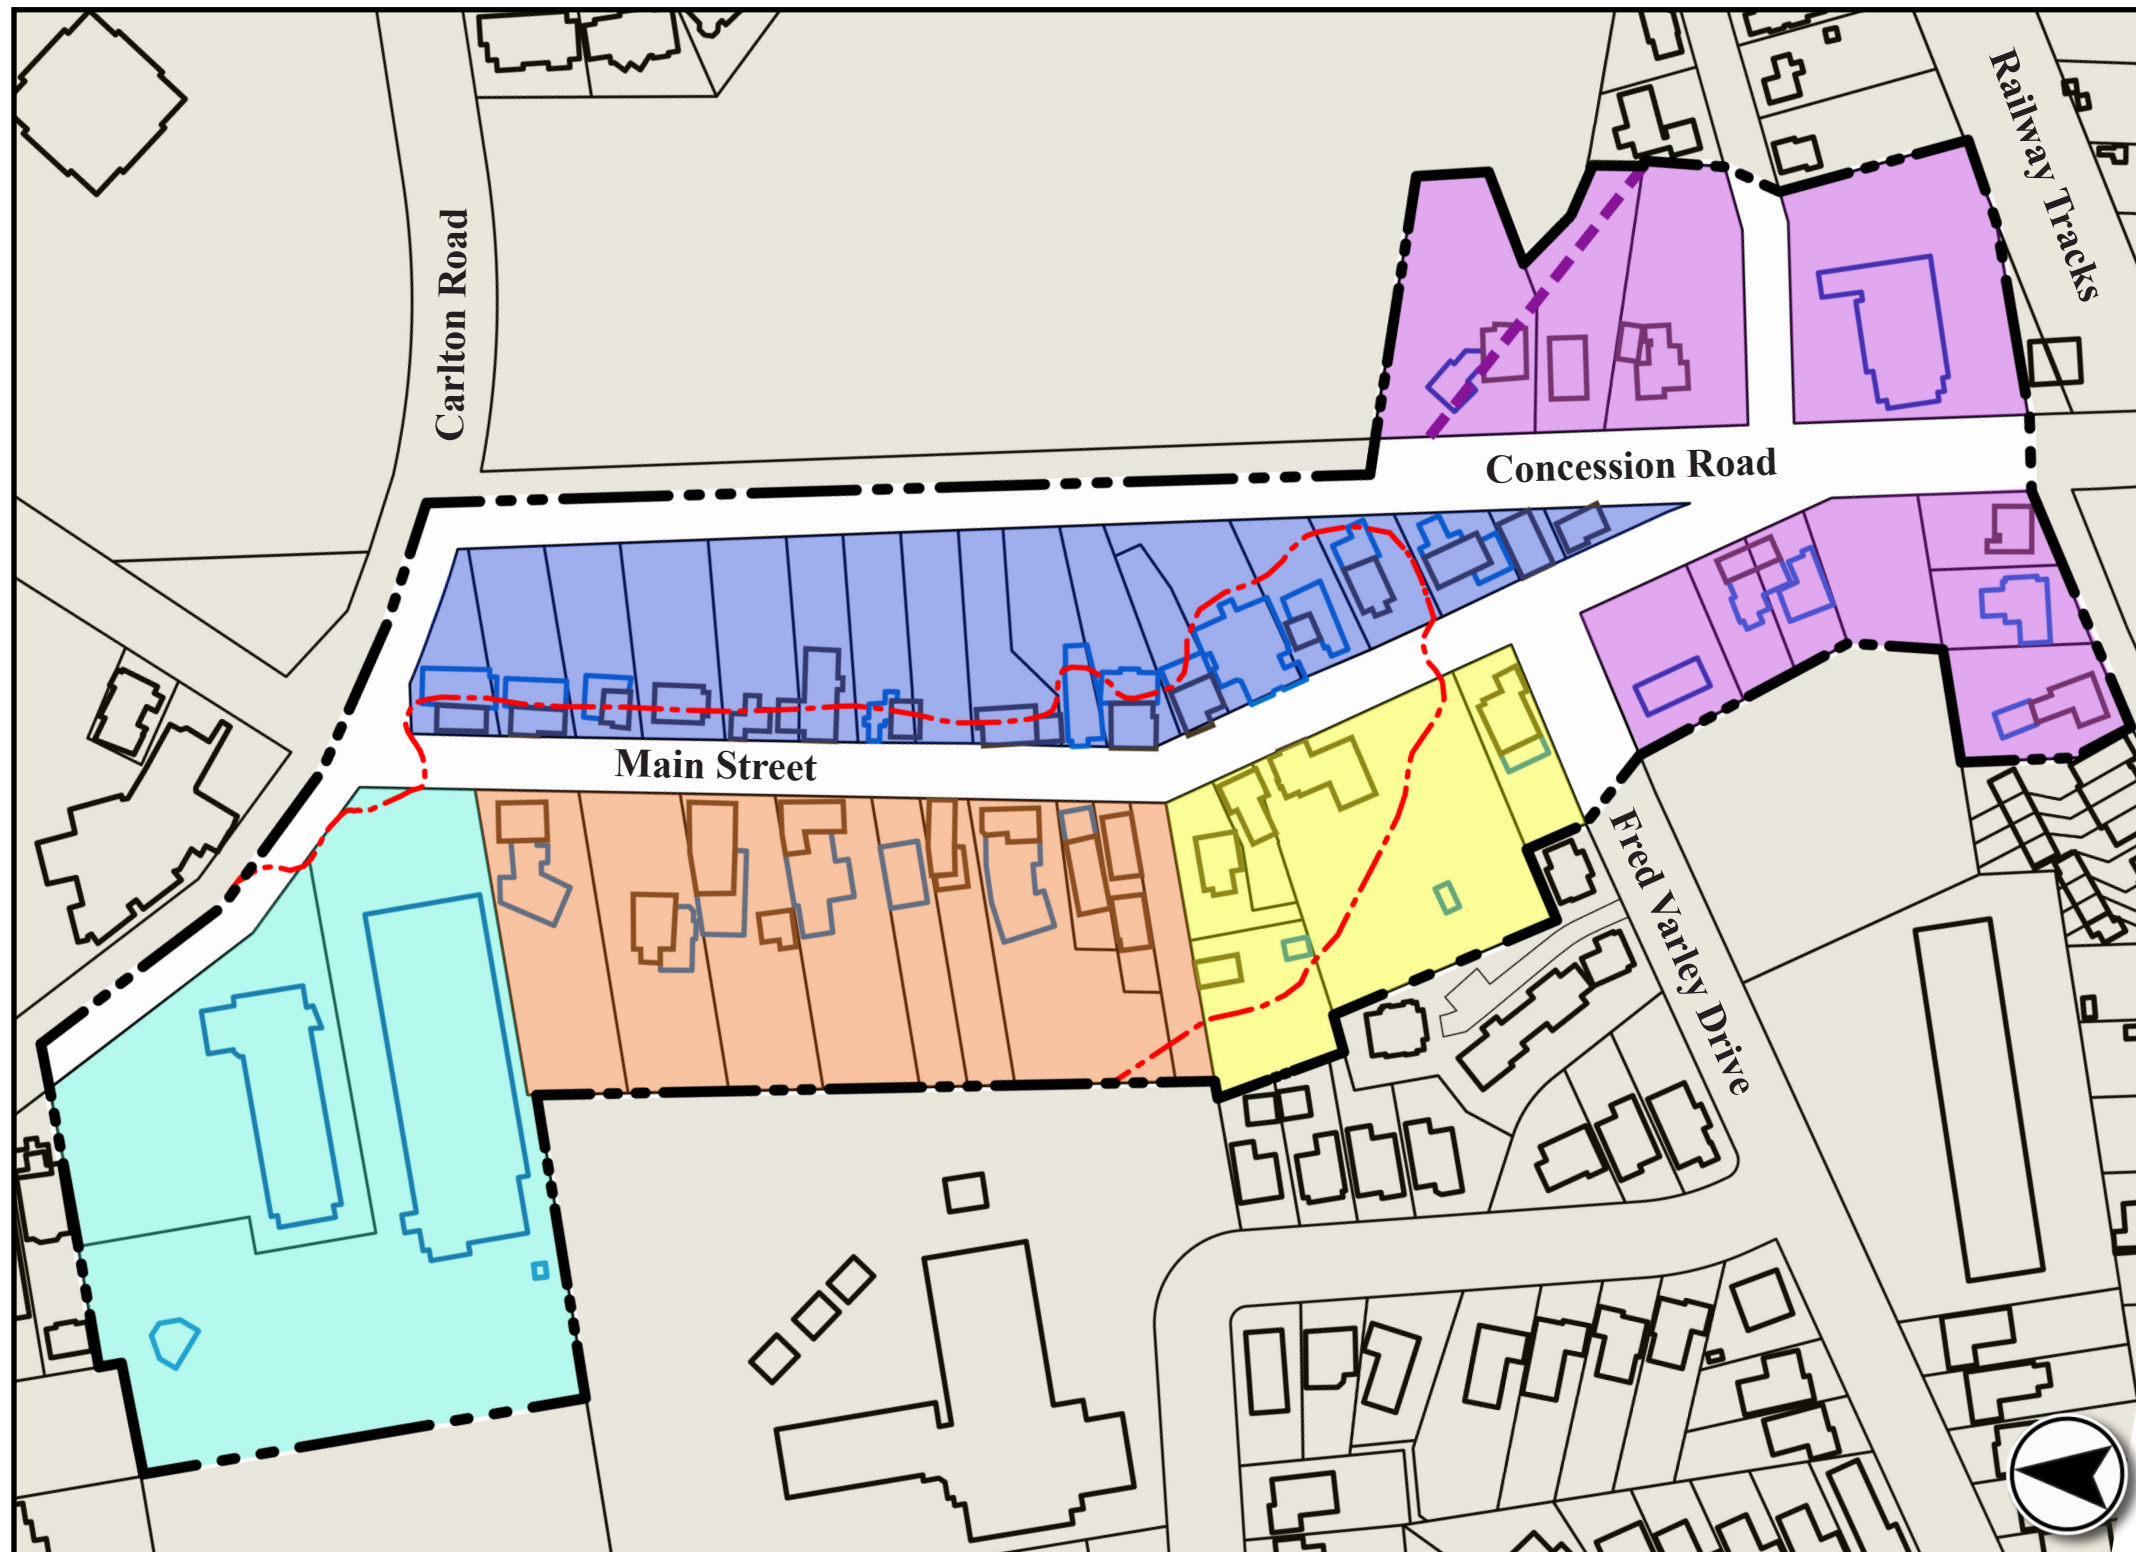 Carlton Road
Railway Tracks
Concession Road
Main Street
Fred Varley Drive